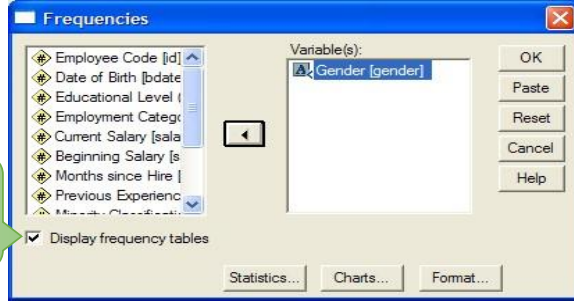 Frequencies
Employee Code [id]
Date of Birth [bdate
Educational Level (
Employment Catego
Current Salary [sala
Beginning Salary [s
Months since Hire [
Previous Experienc
Variable(s):
Gender [gender]
OK
Paste
Reset
Cancel
Help
Display frequency tables
Statistics...
Charts...
Format...